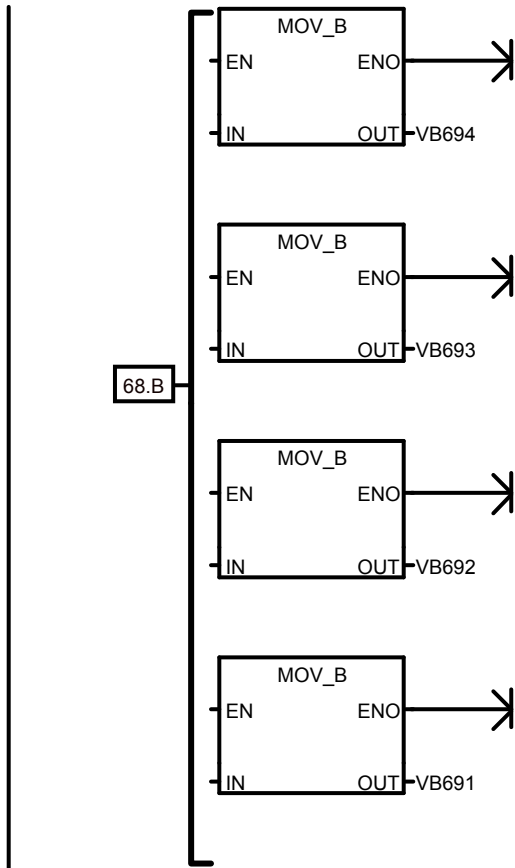 MOV_B
EN ENO
IN OUT VB694
MOV_B
EN ENO
IN OUT VB693
68.B
MOV_B
EN ENO
IN OUT VB692
MOV_B
EN ENO
IN OUT VB691